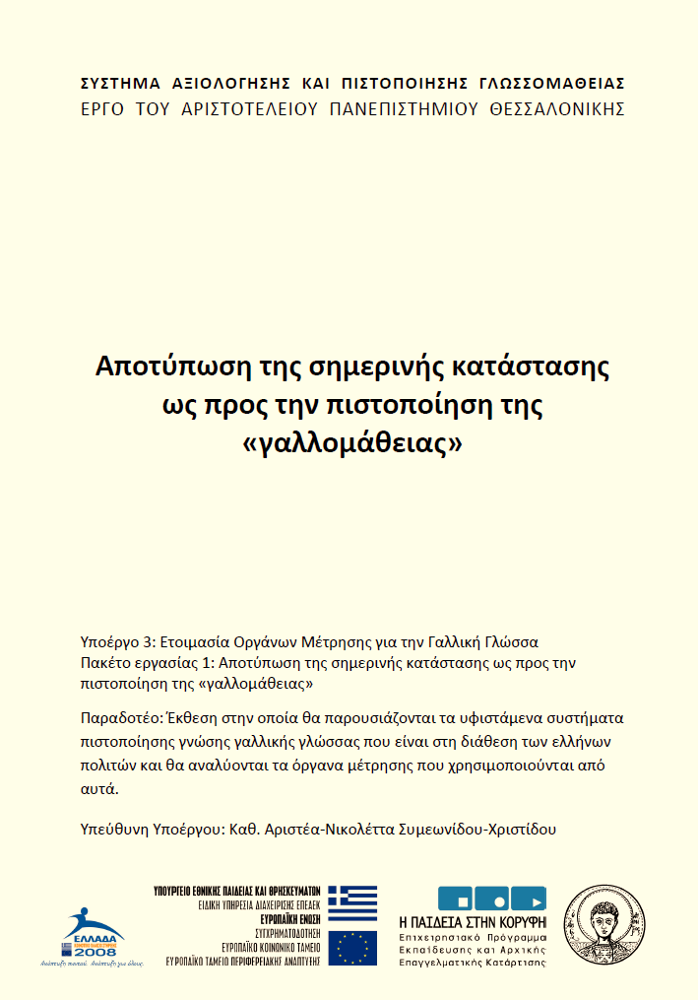 ΣΥΣΤΗΜΑ ΑΞΙΟΛΟΓΗΣΗΣ ΚΑΙ ΠΙΣΤΟΠΟΙΗΣΗΣ ΓΛΩΣΣΟΜΑΘΕΙΑΣ
ΕΡΓΟ ΤΟΥ ΑΡΙΣΤΟΤΕΛΕΙΟΥ ΠΑΝΕΠΙΣΤΗΜΙΟΥ ΘΕΣΣΑΛΟΝΙΚΗΣ
Αποτύπωση της σημερινής κατάστασης
ως προς την πιστοποίηση της
«γαλλομάθειας»
Υποέργο 3: Ετοιμασία Οργάνων Μέτρησης για την Γαλλική Γλώσσα
Πακέτο εργασίας 1: Αποτύπωση της σημερινής κατάστασης ως προς την
πιστοποίηση της «γαλλομάθειας»
Παραδοτέο: Έκθεση στην οποία θα παρουσιάζονται τα υφιστάμενα συστήματα
πιστοποίησης γνώσης γαλλικής γλώσσας που είναι στη διάθεση των ελλήνων
πολιτών και θα αναλύονται τα όργανα μέτρησης που χρησιμοποιούνται από
αυτά.
Υπεύθυνη Υποέργου: Καθ. Αριστέα-Νικολέττα Συμεωνίδου-Χριστίδου
ΕΛΛΑΔΑ
2008
Ανάπτυξη παντού. Ανάπτυξη για όλους.
ΥΠΟΥΡΓΕΙΟ ΕΘΝΙΚΗΣ ΠΑΙΔΕΙΑΣ ΚΑΙ ΘΡΗΣΚΕΥΜΑΤΩΝ
ΕΙΔΙΚΗ ΥΠΗΡΕΣΙΑ ΔΙΑΧΕΙΡΙΣΗΣ ΕΠΕΑΕΚ
ΕΥΡΩΠΑΪΚΗ ΕΝΩΣΗ
ΣΥΓΧΡΗΜΑΤΟΔΟΤΗΣΗ
ΕΥΡΩΠΑΪΚΟ ΚΟΙΝΩΝΙΚΟ ΤΑΜΕΙΟ
ΕΥΡΩΠΑΪΚΟ ΤΑΜΕΙΟ ΠΕΡΙΦΕΡΕΙΑΚΗΣ ΑΝΑΠΤΥΞΗΣ
Η ΠΑΙΔΕΙΑ ΣΤΗΝ ΚΟΡΥΦΗ
Επιχειρησιακό Πρόγραμμα
Εκπαίδευσης και Αρχικής
Επαγγελματικής Κατάρτισης